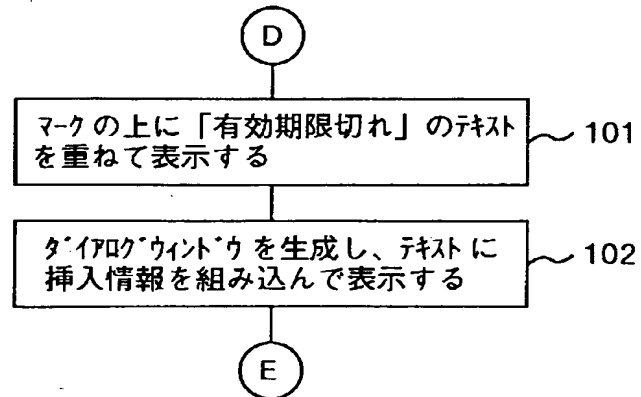 D
マークの上に「有効期限切れ」のテキスト
を重ねて表示する
101
ダイアログウィンドウを生成し、テキストに
挿入情報を組み込んで表示する
102
E